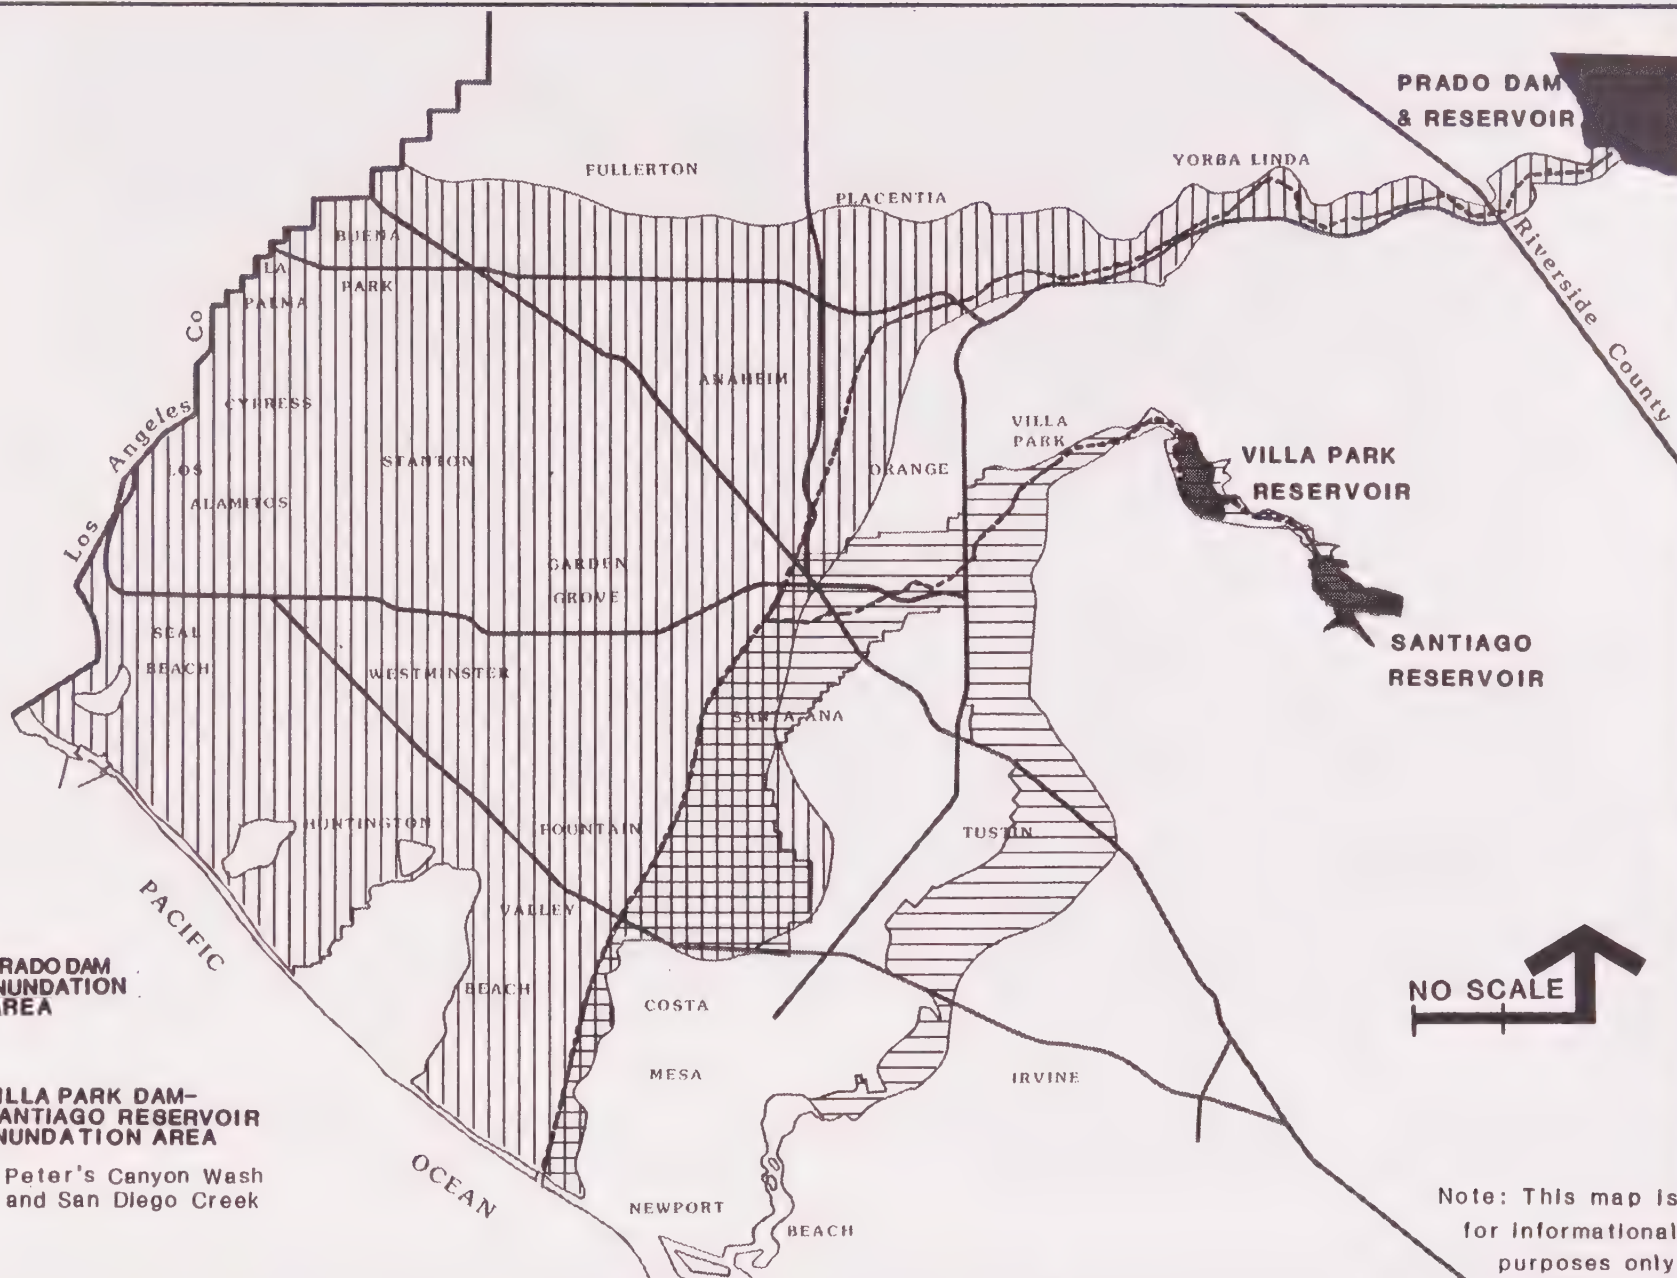 PRADO DAM
& RESERVOIR
YORBA LINDA
FULLERTON
PLACENTIA
BUENA
LA
PARK
PALMA
Riverside
County
Co
Angeles
Los
ANAHEIM
CYPRESS
VILLA
PARK
ORANGE
VILLA PARK
RESERVOIR
STANTON
LOS
ALAMITOS
GARDEN
GROVE
SEAL
BEACH
WESTMINSTER
SANTIAGO
RESERVOIR
SANTA ANA
HUNTINGTON
FOUNTAIN
TUSTIN
VALLEY
PACIFIC
RADO DAM
NUNDATION
AREA
BEACH
COSTA
NO SCALE
MESA
IRVINE
ILLA PARK DAM–
ANTIAGO RESERVOIR
NUNDATION AREA
Peter's Canyon Wash
and San Diego Creek
OCEAN
NEWPORT
BEACH
Note: This map is
for informational
purposes only